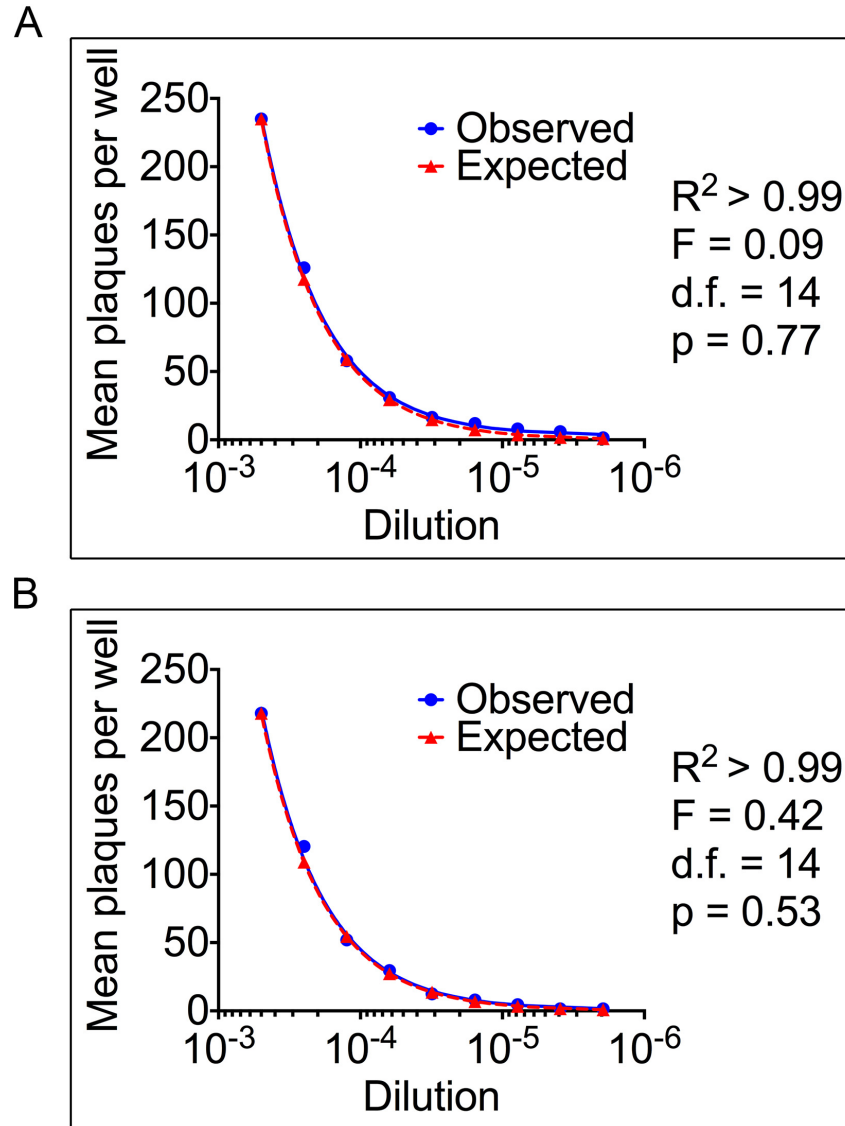 A
Mean plaques per well
250
200
150
100
50
0
Observed
Expected
R² > 0.99
F = 0.09
d.f. = 14
p = 0.77
10⁻³ 10⁻⁴ 10⁻⁵ 10⁻⁶
Dilution
B
Mean plaques per well
250
200
150
100
50
0
Observed
Expected
R² > 0.99
F = 0.42
d.f. = 14
p = 0.53
10⁻³ 10⁻⁴ 10⁻⁵ 10⁻⁶
Dilution